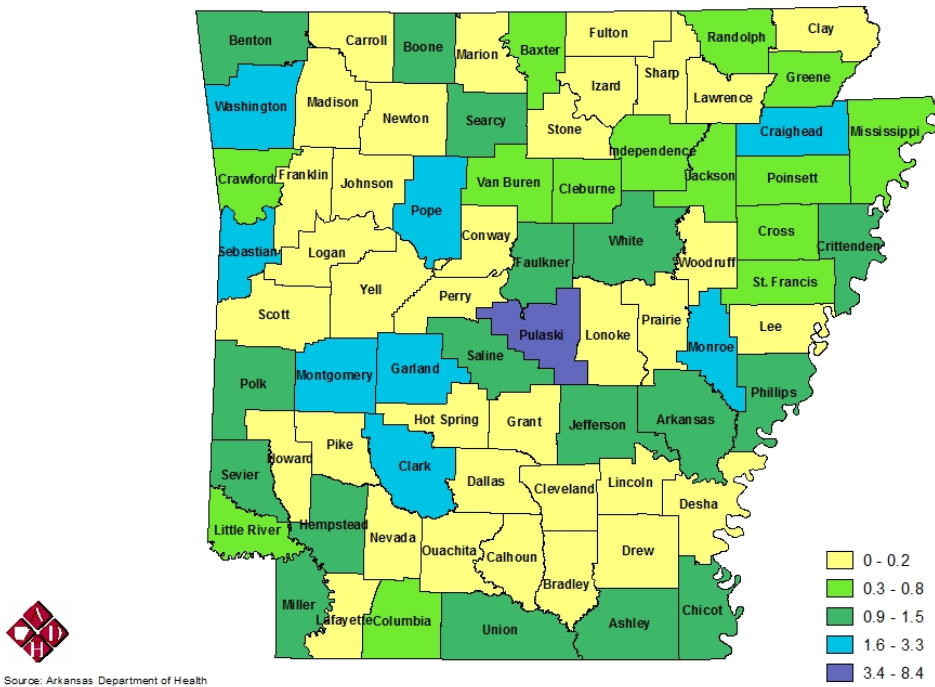 Benton
Carroll
Boone
Marion
Baxter
Fulton
Randolph
Clay
Washington
Madison
Newton
Searcy
Stone
Izard
Sharp
Lawrence
Greene
Craighead
Mississippi
Crawford
Franklin
Johnson
Pope
Van Buren
Cleburne
Independence
Jackson
Poinsett
Sebastian
Logan
Conway
Faulkner
White
Woodruff
Cross
Crittenden
St. Francis
Scott
Yell
Perry
Pulaski
Lonoke
Prairie
Monroe
Lee
Polk
Montgomery
Garland
Saline
Phillips
Hot Spring
Grant
Jefferson
Arkansas
Sevier
Howard
Pike
Clark
Dallas
Cleveland
Lincoln
Desha
Little River
Hempstead
Nevada
Ouachita
Calhoun
Bradley
Drew
Miller
Lafayette
Columbia
Union
Ashley
Chicot
0 - 0.2
0.3 - 0.8
0.9 - 1.5
1.6 - 3.3
3.4 - 8.4
A
D
H
Source: Arkansas Department of Health